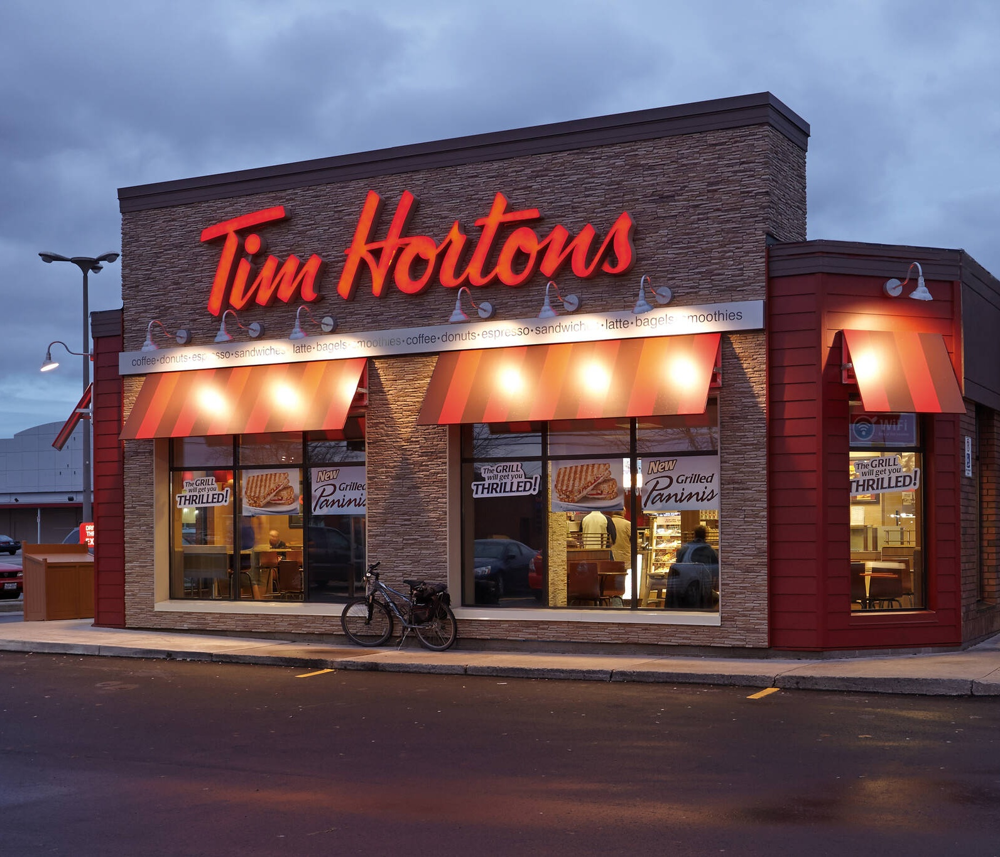 Tim Hortons
coffee•donuts•espresso•sandwiches•latte•bagels•smoothies•coffee•donuts•espresso•sandwiches•latte•bagels•smoothies
The GRILL
will get you
THRILLED!
New
Grilled
Paninis
The GRILL
will get you
THRILLED!
New
Grilled
Paninis
WiFi
The GRILL
will get you
THRILLED!